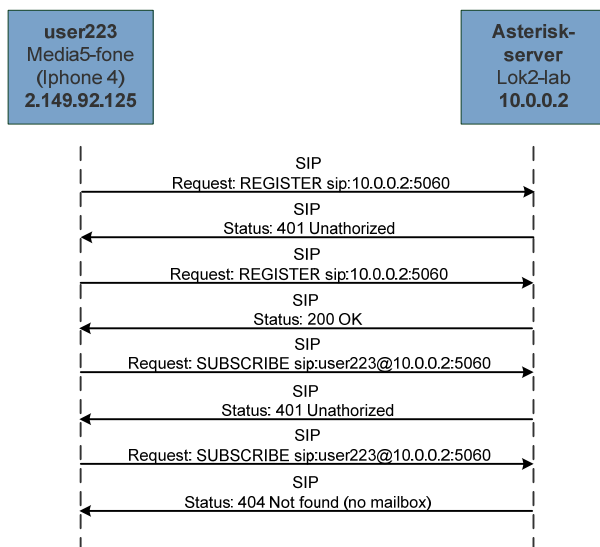 user223
Media5-fone
(Iphone 4)
2.149.92.125
Asterisk-
server
Lok2-lab
10.0.0.2
SIP
Request: REGISTER sip:10.0.0.2:5060
SIP
Status: 401 Unathorized
SIP
Request: REGISTER sip:10.0.0.2:5060
SIP
Status: 200 OK
SIP
Request: SUBSCRIBE sip:user223@10.0.0.2:5060
SIP
Status: 401 Unathorized
SIP
Request: SUBSCRIBE sip:user223@10.0.0.2:5060
SIP
Status: 404 Not found (no mailbox)